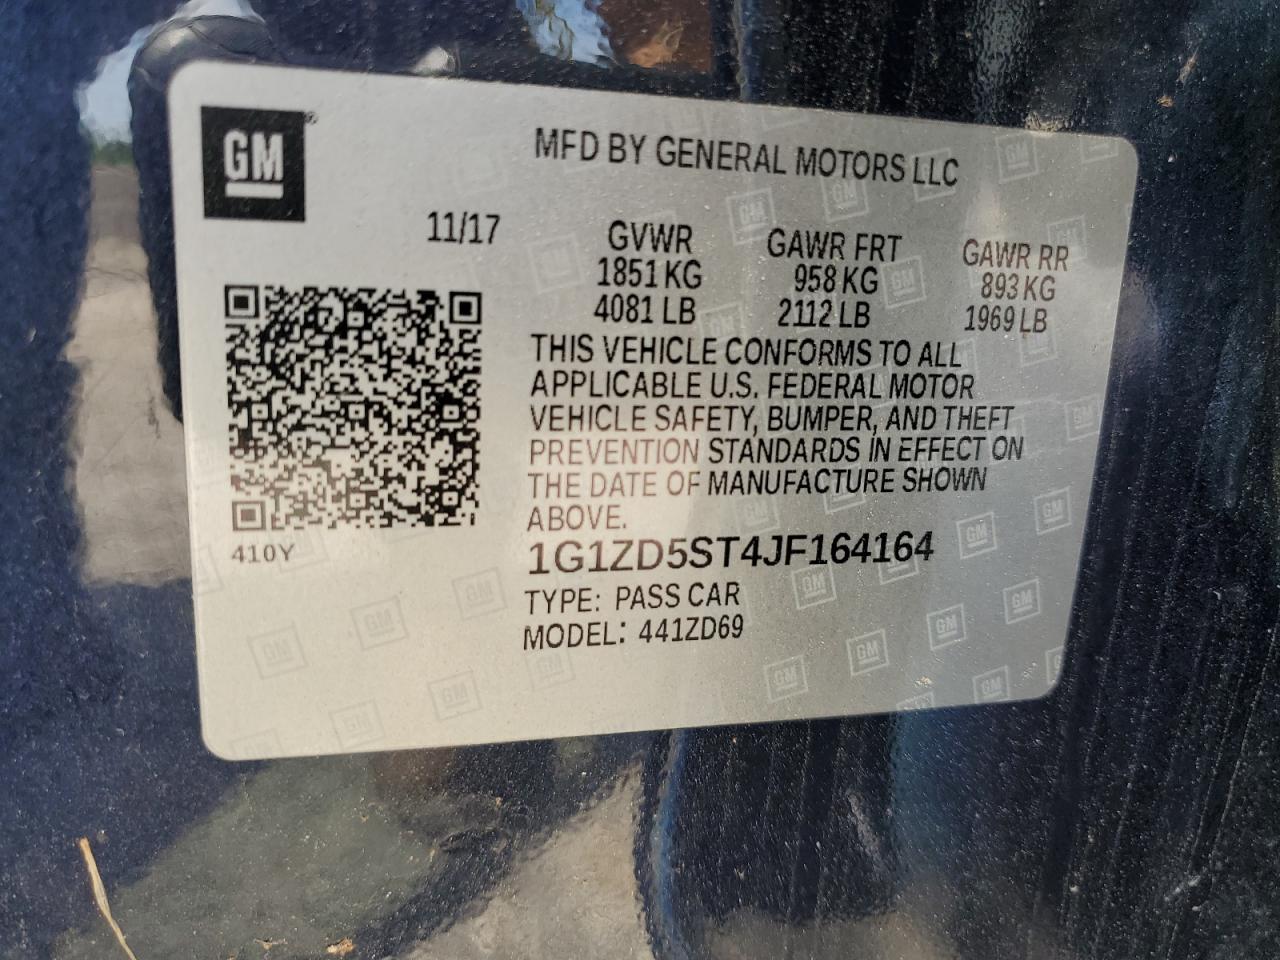 GM
MFD BY GENERAL MOTORS LLC
11/17
GVWR GAWR FRT GAWR RR
1851 KG 958 KG 893 KG
4081 LB 2112 LB 1969 LB
THIS VEHICLE CONFORMS TO ALL
APPLICABLE U.S. FEDERAL MOTOR
VEHICLE SAFETY, BUMPER, AND THEFT
PREVENTION STANDARDS IN EFFECT ON
THE DATE OF MANUFACTURE SHOWN
ABOVE.
410Y
1G1ZD5ST4JF164164
TYPE: PASS CAR
MODEL: 441ZD69